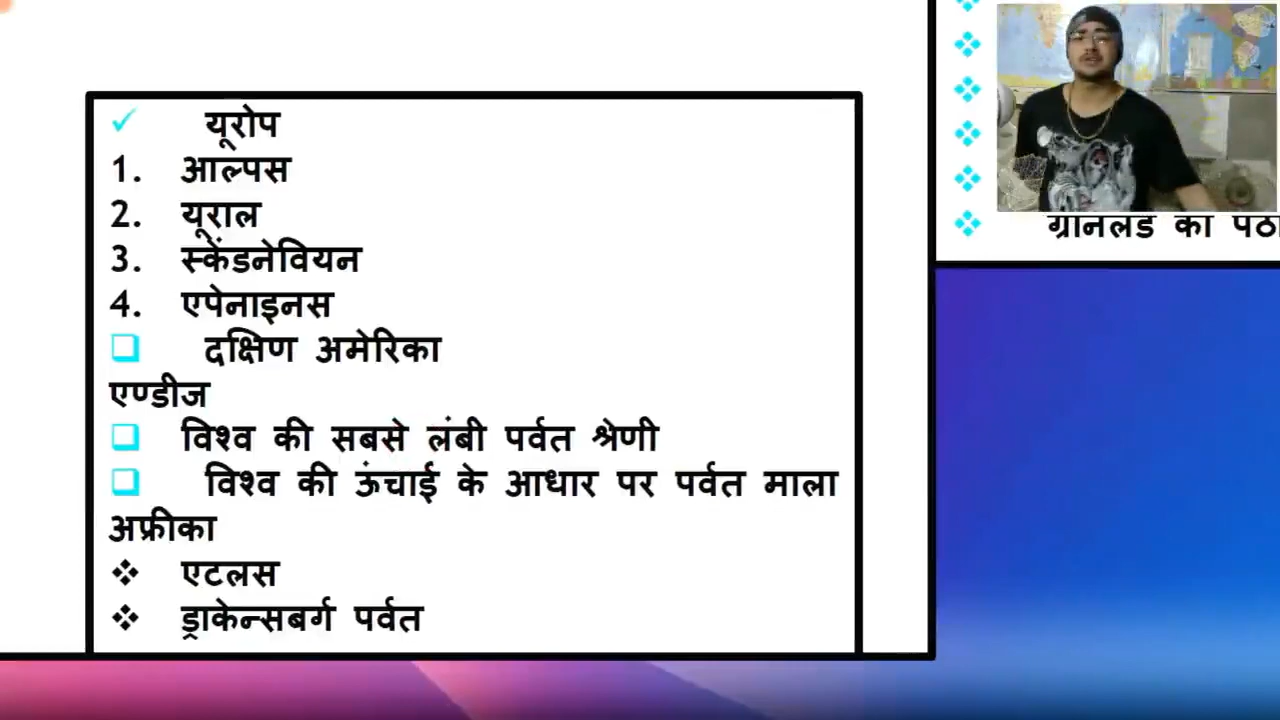 यूरोप
1. आल्पस
2. यूराल
3. स्केंडनेवियन
4. एपेनाइनस
दक्षिण अमेरिका
एण्डीज
विश्व की सबसे लंबी पर्वत श्रेणी
विश्व की ऊंचाई के आधार पर पर्वत माला
अफ्रीका
एटलस
ड्राकेन्सबर्ग पर्वत
का